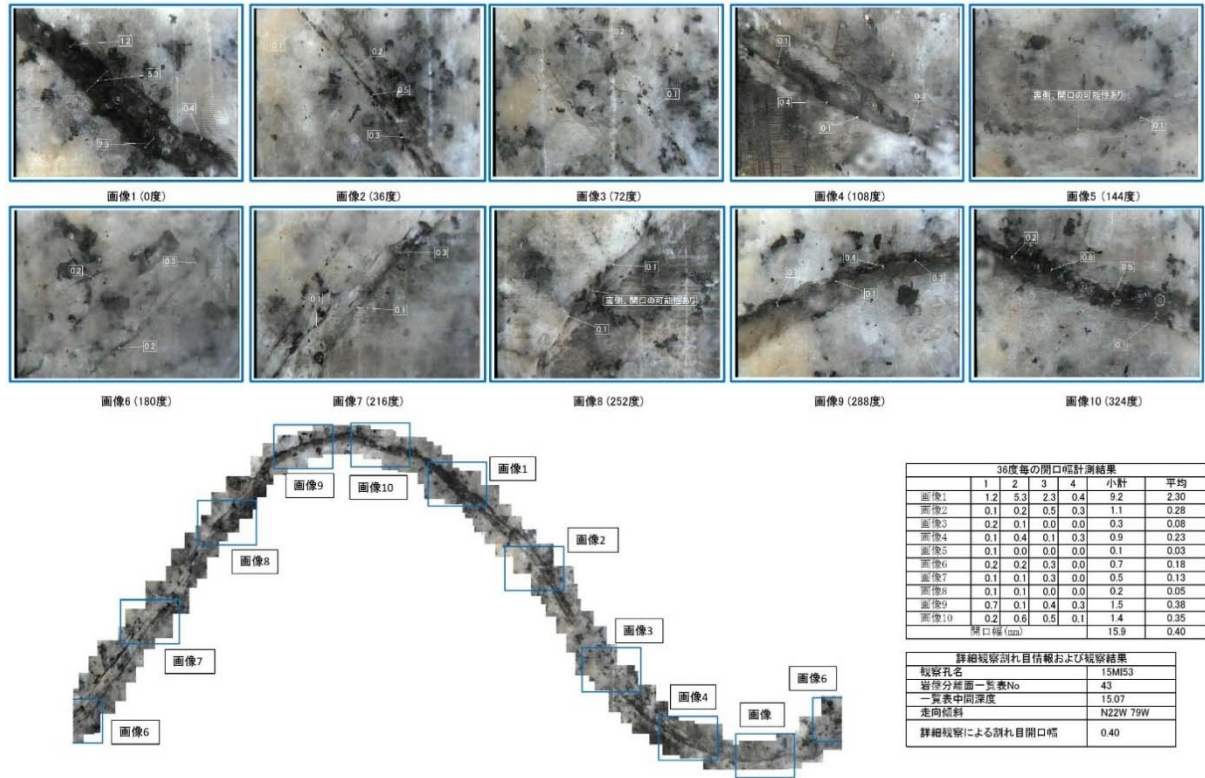 1.2
5.3
2.3
0.4
画像1 (0度)
0.1
0.2
0.5
0.3
画像2 (36度)
0.2
0.1
画像3 (72度)
0.1
0.4
0.1
0.3
画像4 (108度)
裏側、開口の可能性あり
0.1
画像5 (144度)
0.2
0.3
0.2
画像6 (180度)
0.3
0.1
0.1
画像7 (216度)
0.1
裏側、開口の可能性あり
0.1
画像8 (252度)
0.4
0.3
0.1
画像9 (288度)
0.2
0.6
0.5
0.1
画像10 (324度)
画像9
画像10
画像1
画像8
画像2
画像7
画像3
画像4
画像
画像6
画像6
36度毎の開口幅計測結果
1 2 3 4 小計 平均
画像1 1.2 5.3 2.3 0.4 9.2 2.30
画像2 0.1 0.2 0.5 0.3 1.1 0.28
画像3 0.2 0.1 0.0 0.0 0.3 0.08
画像4 0.1 0.4 0.1 0.3 0.9 0.23
画像5 0.1 0.0 0.0 0.0 0.1 0.03
画像6 0.2 0.2 0.3 0.0 0.7 0.18
画像7 0.1 0.1 0.3 0.0 0.5 0.13
画像8 0.1 0.1 0.0 0.0 0.2 0.05
画像9 0.7 0.1 0.4 0.3 1.5 0.38
画像10 0.2 0.6 0.5 0.1 1.4 0.35
開口幅(mm) 15.9 0.40
詳細観察割れ目情報および観察結果
観察孔名 15MI53
岩盤分離面一覧表No 43
一覧表中間深度 15.07
走向傾斜 N22W 79W
詳細観察による割れ目開口幅 0.40